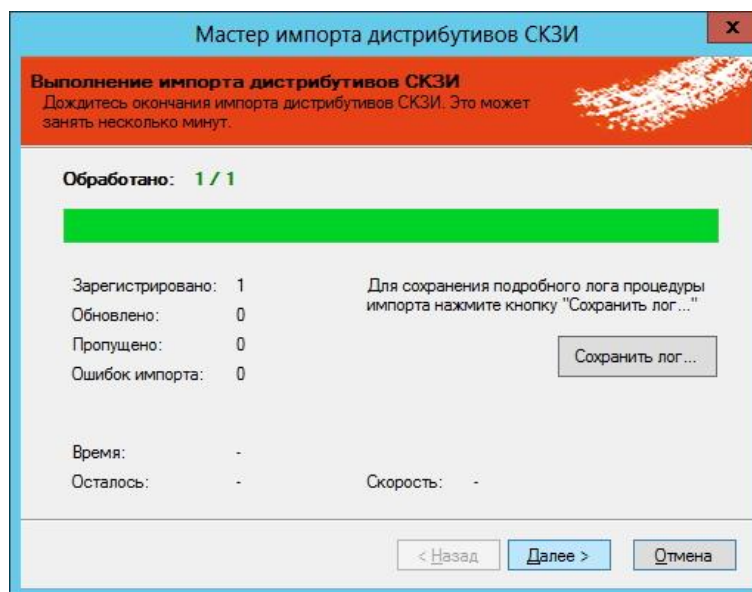 Мастер импорта дистрибутивов СКЗИ
x
Выполнение импорта дистрибутивов СКЗИ
Дождитесь окончания импорта дистрибутивов СКЗИ. Это может
занять несколько минут.
Обработано: 1 / 1
Зарегистрировано: 1
Обновлено: 0
Пропущено: 0
Ошибок импорта: 0
Для сохранения подробного лога процедуры
импорта нажмите кнопку "Сохранить лог..."
Сохранить лог...
Время: -
Осталось: -
Скорость: -
< Назад
Далее >
Отмена